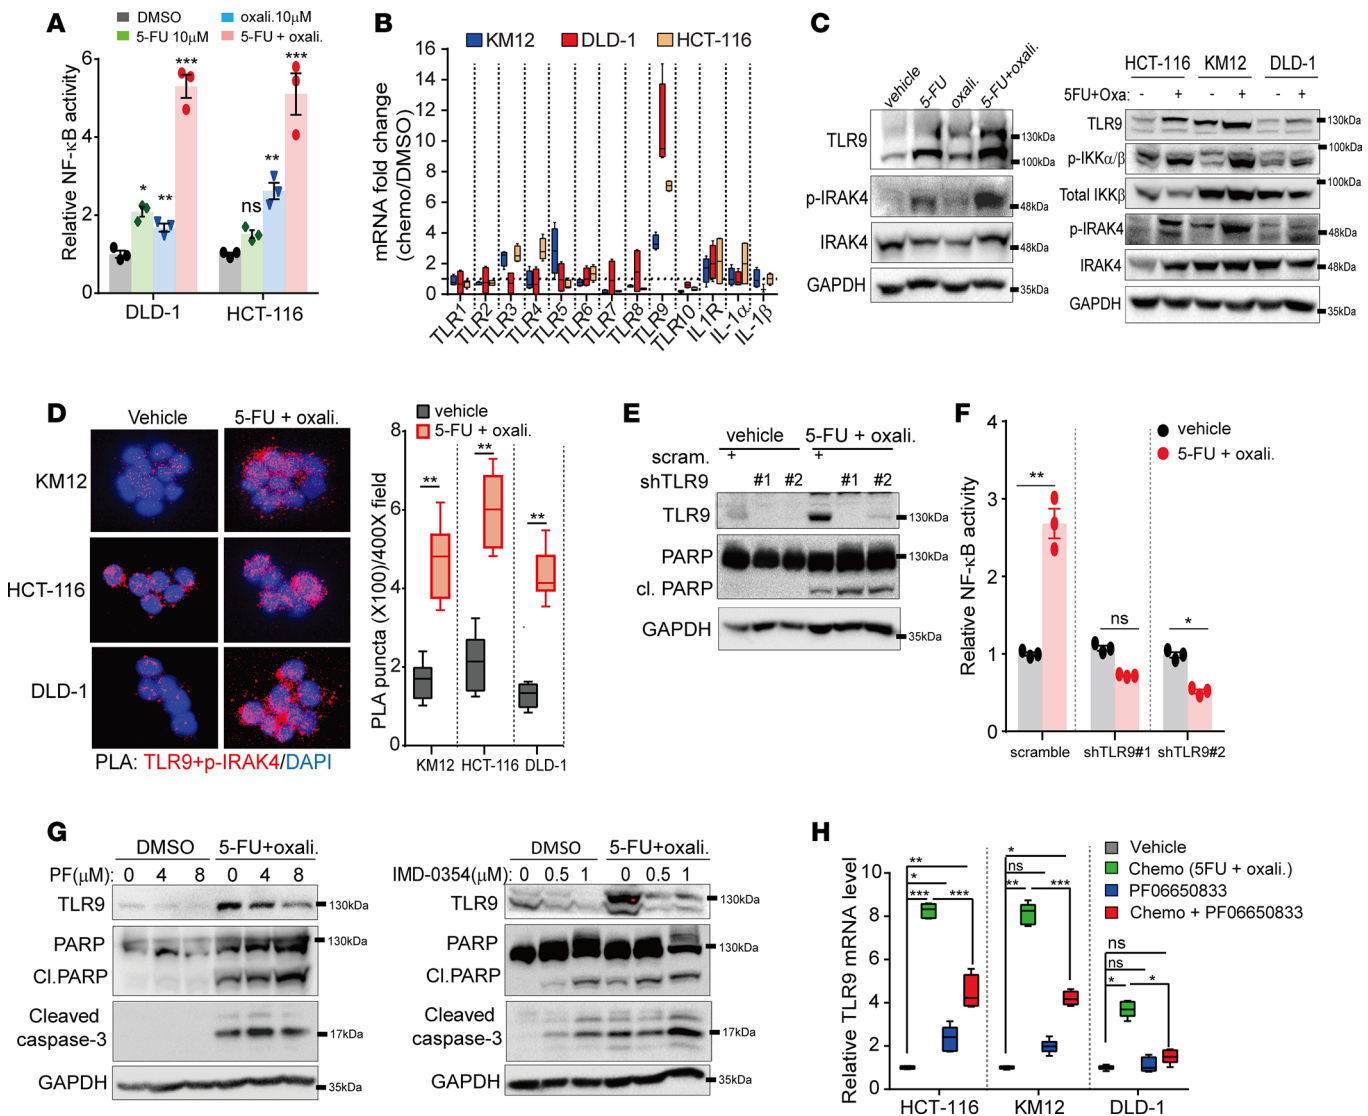 A
DMSO
oxali.10μM
5-FU 10μM
5-FU + oxali.
Relative NF-κB activity
6
4
2
0
*
**
***
ns
**
***
DLD-1
HCT-116
B
KM12
DLD-1
HCT-116
mRNA fold change
(chemo/DMSO)
16
14
12
10
8
6
4
2
1
0
TLR1
TLR2
TLR3
TLR4
TLR5
TLR6
TLR7
TLR8
TLR9
TLR10
IL1R
IL-1α
IL-1β
C
vehicle
5-FU
oxali.
5-FU+oxali.
TLR9
130kDa
100kDa
p-IRAK4
48kDa
IRAK4
48kDa
GAPDH
35kDa
HCT-116 KM12 DLD-1
5FU+Oxa: - + - + - +
TLR9
130kDa
p-IKKα/β
100kDa
Total IKKβ
100kDa
p-IRAK4
48kDa
IRAK4
48kDa
GAPDH
35kDa
D
Vehicle
5-FU + oxali.
KM12
HCT-116
DLD-1
PLA: TLR9+p-IRAK4/DAPI
vehicle
5-FU + oxali.
PLA puncta (X100)/400X field
8
6
4
2
0
**
**
**
KM12
HCT-116
DLD-1
E
vehicle
5-FU + oxali.
scram. + +
shTLR9 #1 #2 #1 #2
TLR9
130kDa
PARP
130kDa
cl. PARP
GAPDH
35kDa
F
vehicle
5-FU + oxali.
Relative NF-κB activity
4
3
2
1
0
**
ns
*
scramble
shTLR9#1
shTLR9#2
G
DMSO
5-FU+oxali.
PF(μM) 0 4 8 0 4 8
TLR9
130kDa
PARP
130kDa
Cl.PARP
Cleaved
caspase-3
17kDa
GAPDH
35kDa
DMSO
5-FU+oxali.
IMD-0354(μM) 0 0.5 1 0 0.5 1
TLR9
130kDa
PARP
130kDa
Cl.PARP
Cleaved
caspase-3
17kDa
GAPDH
35kDa
H
Vehicle
Chemo (5FU + oxali.)
PF06650833
Chemo + PF06650833
Relative TLR9 mRNA level
10
8
6
4
2
0
**
*
*** ***
*
ns
** ***
ns
ns
* *
HCT-116
KM12
DLD-1